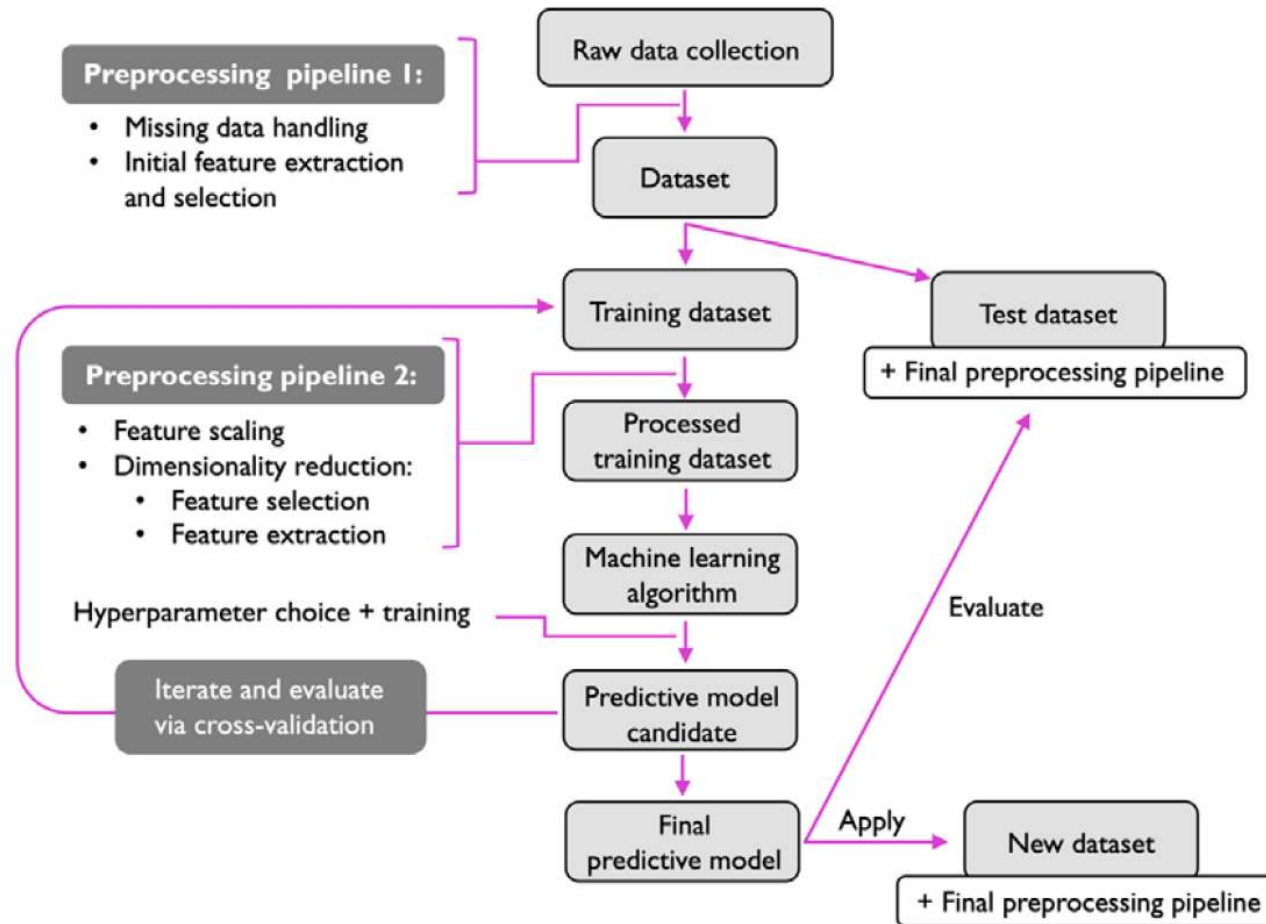 Raw data collection
Preprocessing pipeline 1:
• Missing data handling
• Initial feature extraction
and selection
Dataset
Training dataset
Test dataset
+ Final preprocessing pipeline
Preprocessing pipeline 2:
• Feature scaling
• Dimensionality reduction:
• Feature selection
• Feature extraction
Processed
training dataset
Machine learning
algorithm
Hyperparameter choice + training
Evaluate
Iterate and evaluate
via cross-validation
Predictive model
candidate
Final
predictive model
Apply
New dataset
+ Final preprocessing pipeline